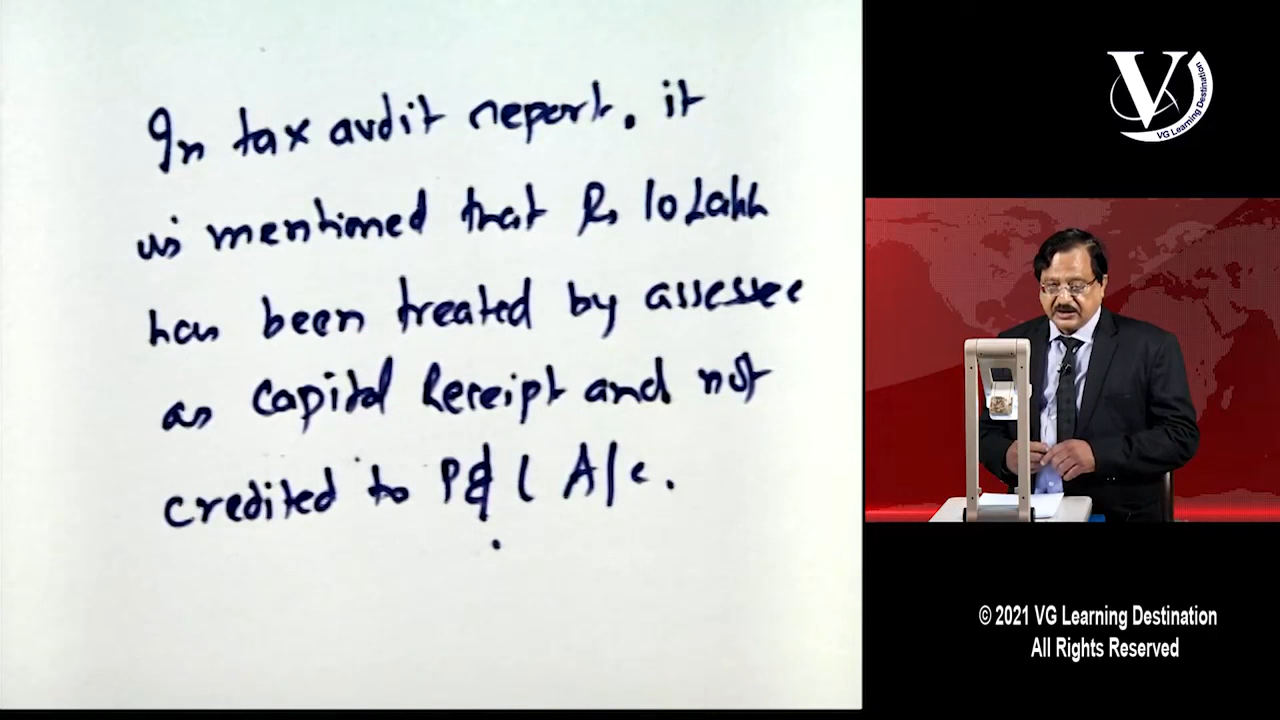 In tax audit report. it
is mentioned that Rs 10 Lakh
has been treated by assessee
as capital Receipt and not
credited to P&L A/c.
V
VG Learning Destination
© 2021 VG Learning Destination
All Rights Reserved